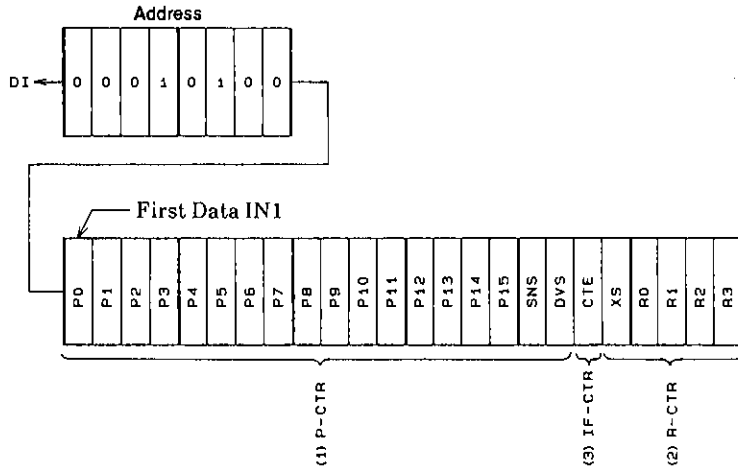 Address
DI 0 0 0 1 0 1 0 0
First Data IN1
P0 P1 P2 P3 P4 P5 P6 P7 P8 P9 P10 P11 P12 P13 P14 P15 SNS DVS CTE XS R0 R1 R2 R3
(1) P-CTR (3) IF-CTR (2) R-CTR